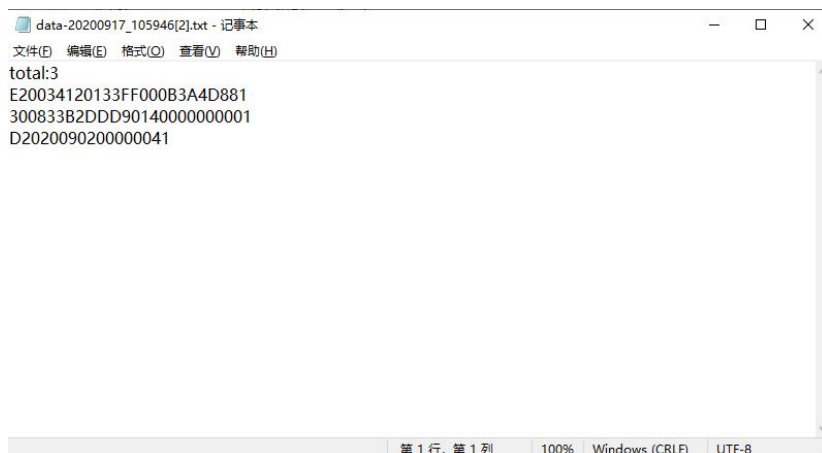 data-20200917_105946[2].txt - 记事本
文件(F) 编辑(E) 格式(O) 查看(V) 帮助(H)
total:3
E20034120133FF000B3A4D881
300833B2DDD90140000000001
D2020090200000041
第 1 行，第 1 列 100% Windows (CRLF) UTF-8